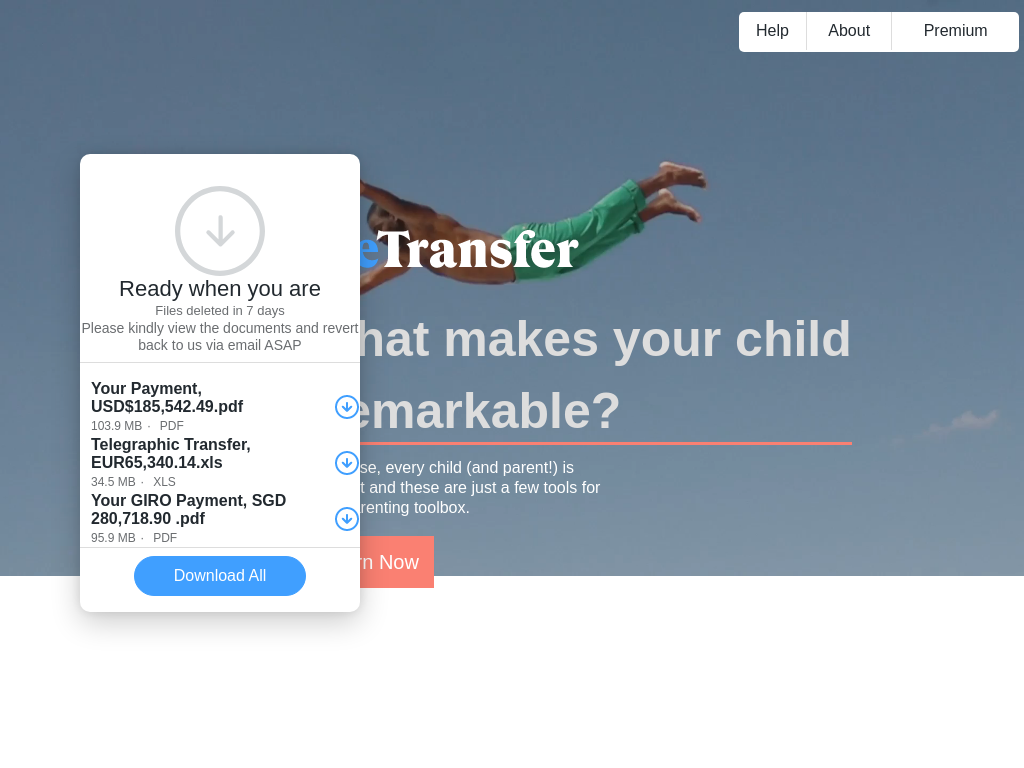 Help
About
Premium
eTransfer
Ready when you are
Files deleted in 7 days
Please kindly view the documents and revert
back to us via email ASAP
hat makes your child
emarkable?
Your Payment,
USD$185,542.49.pdf
103.9 MB · PDF
Telegraphic Transfer,
EUR65,340.14.xls
34.5 MB · XLS
Your GIRO Payment, SGD
280,718.90 .pdf
95.9 MB · PDF
se, every child (and parent!) is
t and these are just a few tools for
renting toolbox.
n Now
Download All